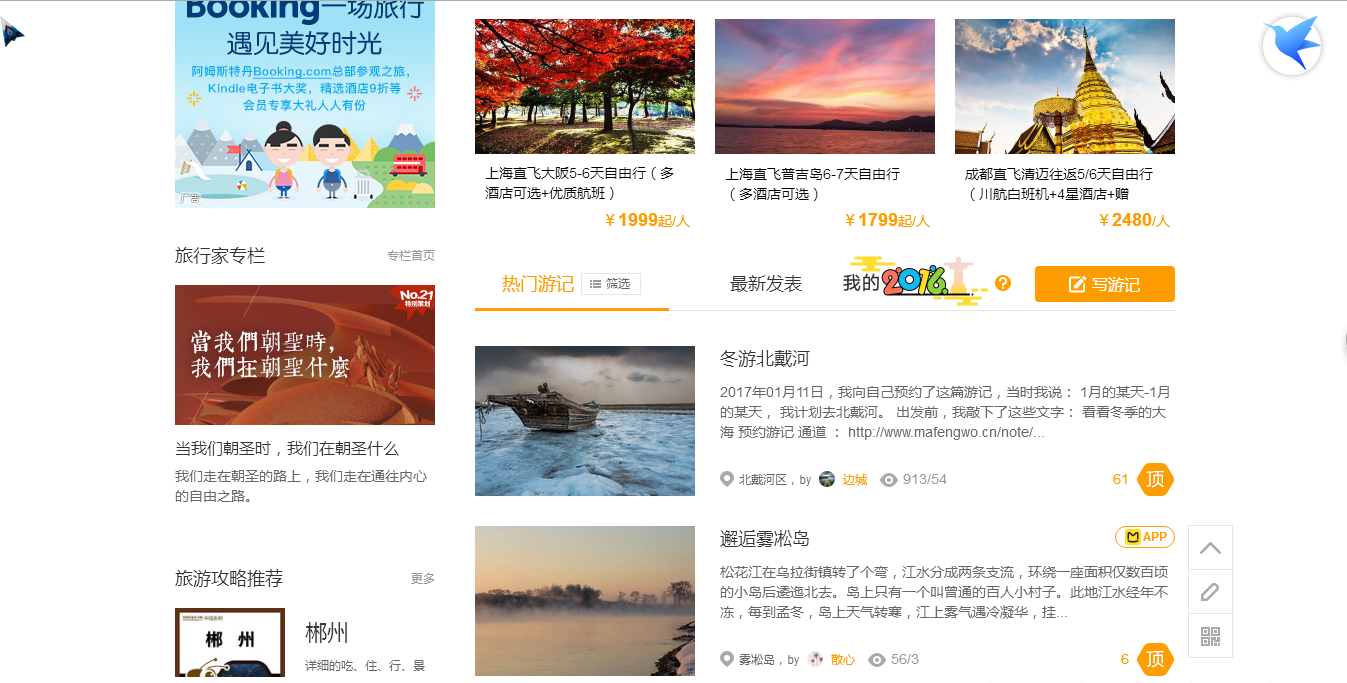 Booking一场旅行
遇见美好时光
阿姆斯特丹Booking.com总部参观之旅，
Kindle电子书大奖，精选酒店9折等
会员专享大礼人人有份
广告
旅行家专栏
专栏首页
No.21
特别策划
當我們朝聖時，
我們在朝聖什麼
当我们朝圣时，我们在朝圣什么
我们走在朝圣的路上，我们走在通往内心
的自由之路。
旅游攻略推荐
更多
郴州
郴州
详细的吃、住、行、景
上海直飞大阪5-6天自由行（多
酒店可选+优质航班）
￥1999起/人
上海直飞普吉岛6-7天自由行
（多酒店可选）
￥1799起/人
成都直飞清迈往返5/6天自由行
（川航白班机+4星酒店+赠
￥2480/人
热门游记
筛选
最新发表
我的2016
?
写游记
冬游北戴河
2017年01月11日，我向自己预约了这篇游记，当时我说： 1月的某天-1月
的某天， 我计划去北戴河。 出发前，我敲下了这些文字： 看看冬季的大
海 预约游记 通道 ： http://www.mafengwo.cn/note/...
北戴河区，by 边城 913/54
61 顶
邂逅雾凇岛
APP
松花江在乌拉街镇转了个弯，江水分成两条支流，环绕一座面积仅数百顷
的小岛后逶迤北去。岛上只有一个叫曾通的百人小村子。此地江水经年不
冻，每到孟冬，岛上天气转寒，江上雾气遇冷凝华，挂...
雾凇岛，by 散心 56/3
6 顶